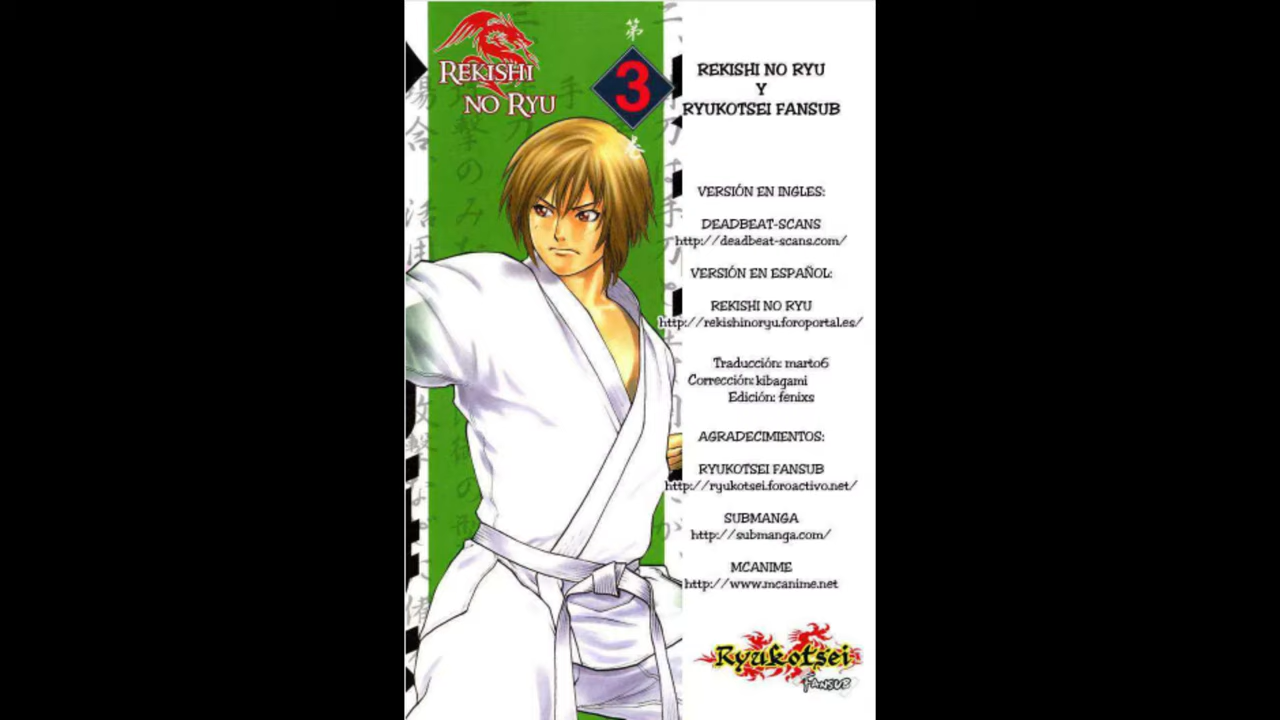 REKISHI
NO RYU
第
3
巻
REKISHI NO RYU
Y
RYUKOTSEI FANSUB
VERSIÓN EN INGLES:
DEADBEAT-SCANS
http://deadbeat-scans.com/
VERSIÓN EN ESPAÑOL:
REKISHI NO RYU
http://rekishinoryu.foroportal.es/
Traducción: marto6
Corrección: kibagami
Edición: fenixs
AGRADECIMIENTOS:
RYUKOTSEI FANSUB
http://ryukotsei.foroactivo.net/
SUBMANGA
http://submanga.com/
MCANIME
http://www.mcanime.net
Ryukotsei
FANSUB